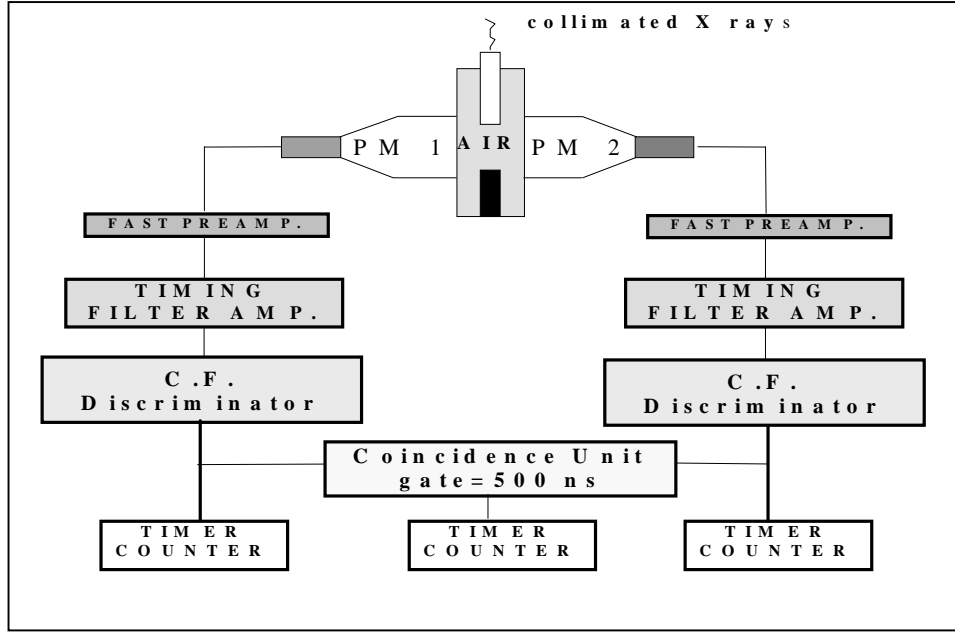 collimated X rays
PM 1 AIR PM 2
FAST PREAMP.
FAST PREAMP.
TIMING
FILTER AMP.
TIMING
FILTER AMP.
C.F.
Discriminator
C.F.
Discriminator
Coincidence Unit
gate=500 ns
TIMER
COUNTER
TIMER
COUNTER
TIMER
COUNTER